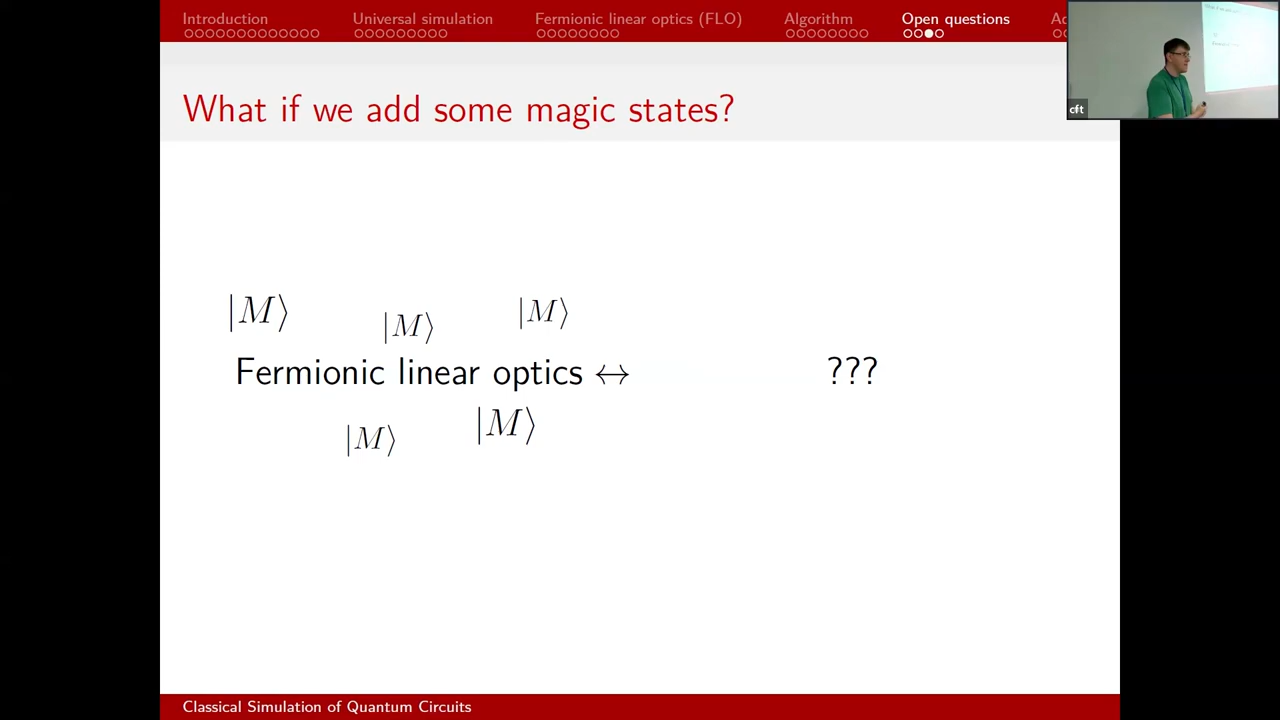 Introduction Universal simulation Fermionic linear optics (FLO) Algorithm Open questions
cft
What if we add some magic states?
|M⟩ |M⟩ |M⟩
Fermionic linear optics ↔ ???
|M⟩ |M⟩
Classical Simulation of Quantum Circuits